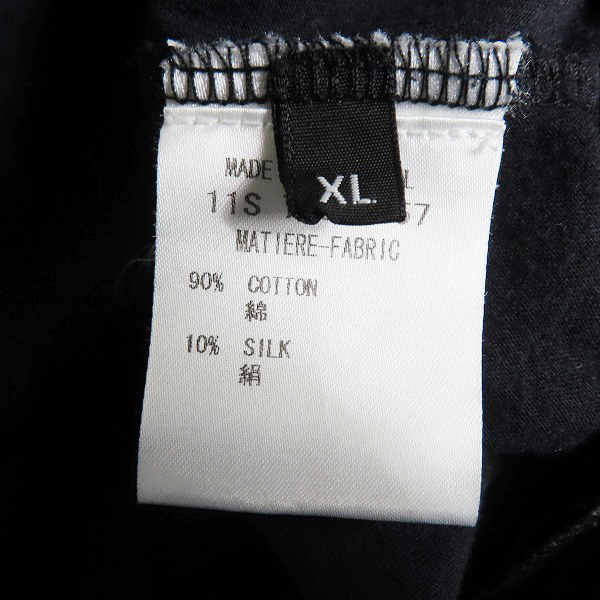 XL
MADE
11S
MATIERE-FABRIC
90% COTTON
綿
10% SILK
絹